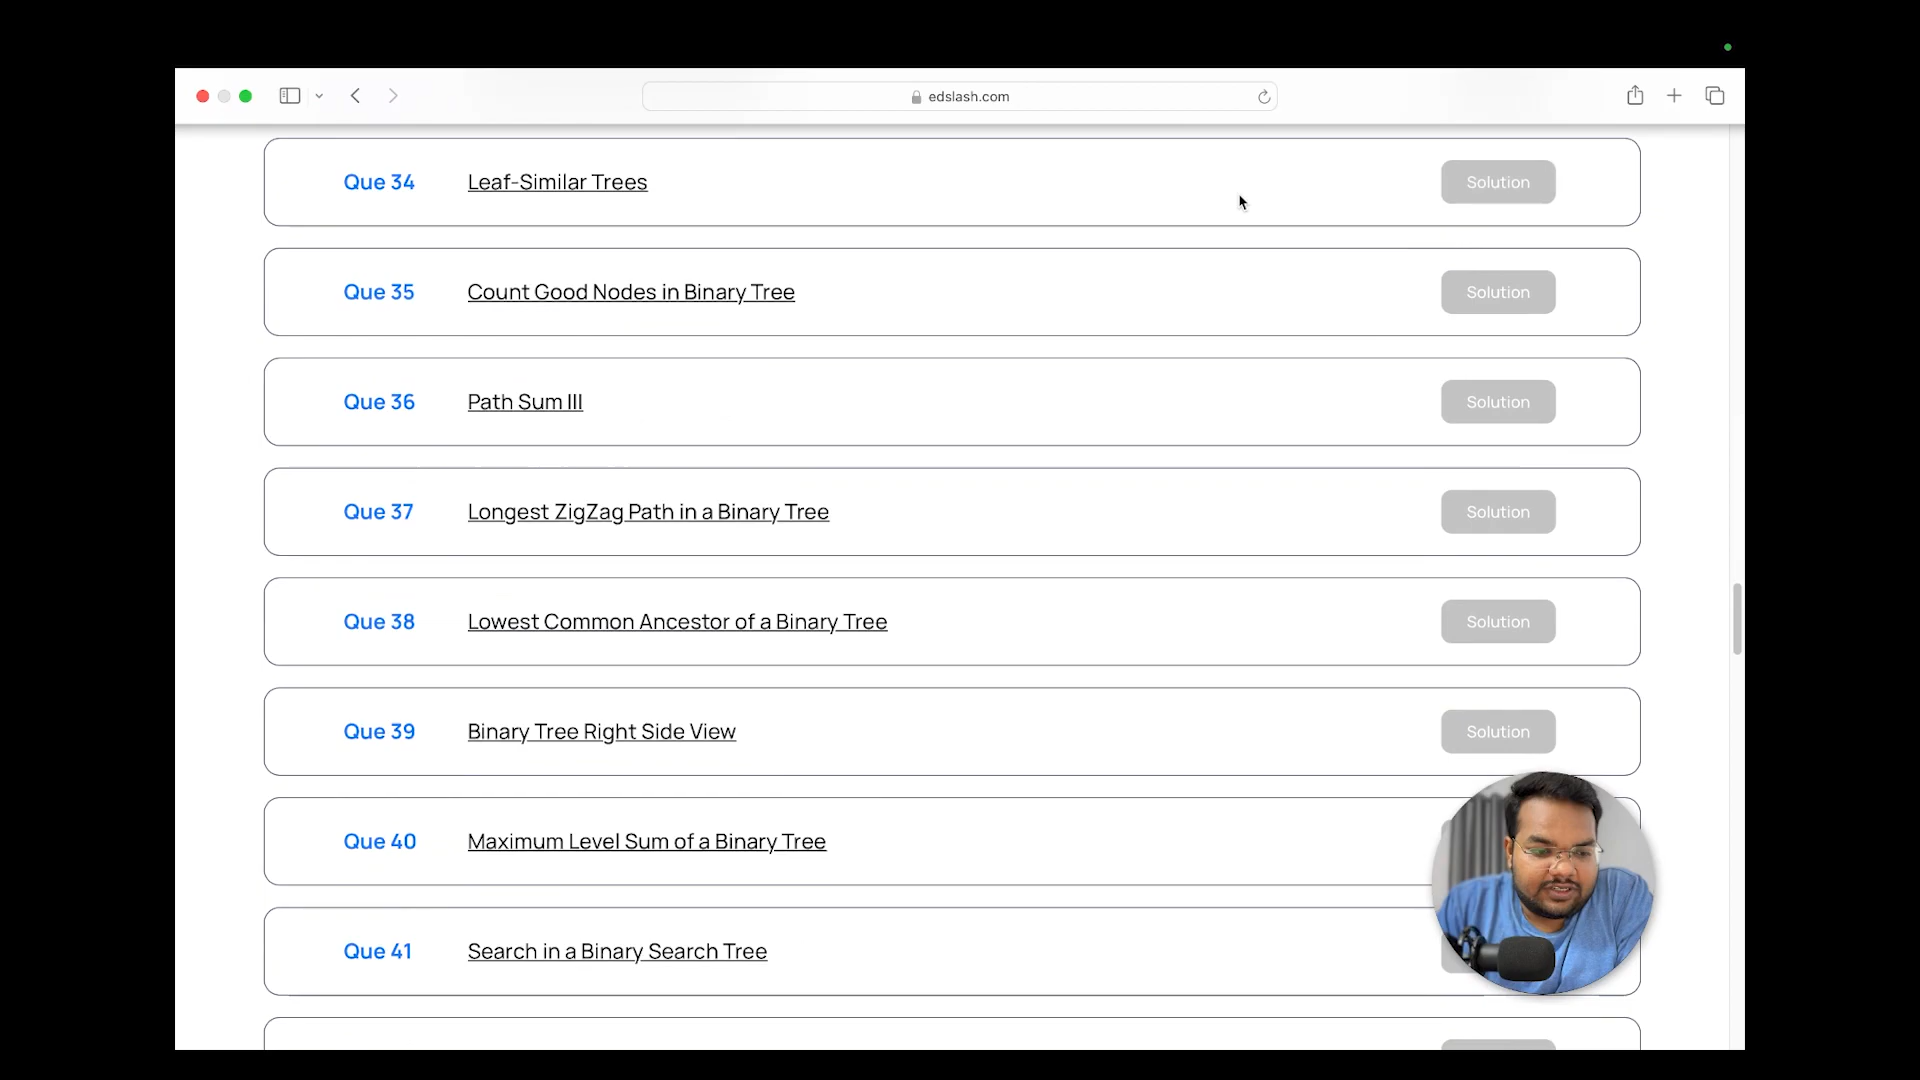 edslash.com
Que 34 Leaf-Similar Trees Solution
Que 35 Count Good Nodes in Binary Tree Solution
Que 36 Path Sum III Solution
Que 37 Longest ZigZag Path in a Binary Tree Solution
Que 38 Lowest Common Ancestor of a Binary Tree Solution
Que 39 Binary Tree Right Side View Solution
Que 40 Maximum Level Sum of a Binary Tree
Que 41 Search in a Binary Search Tree